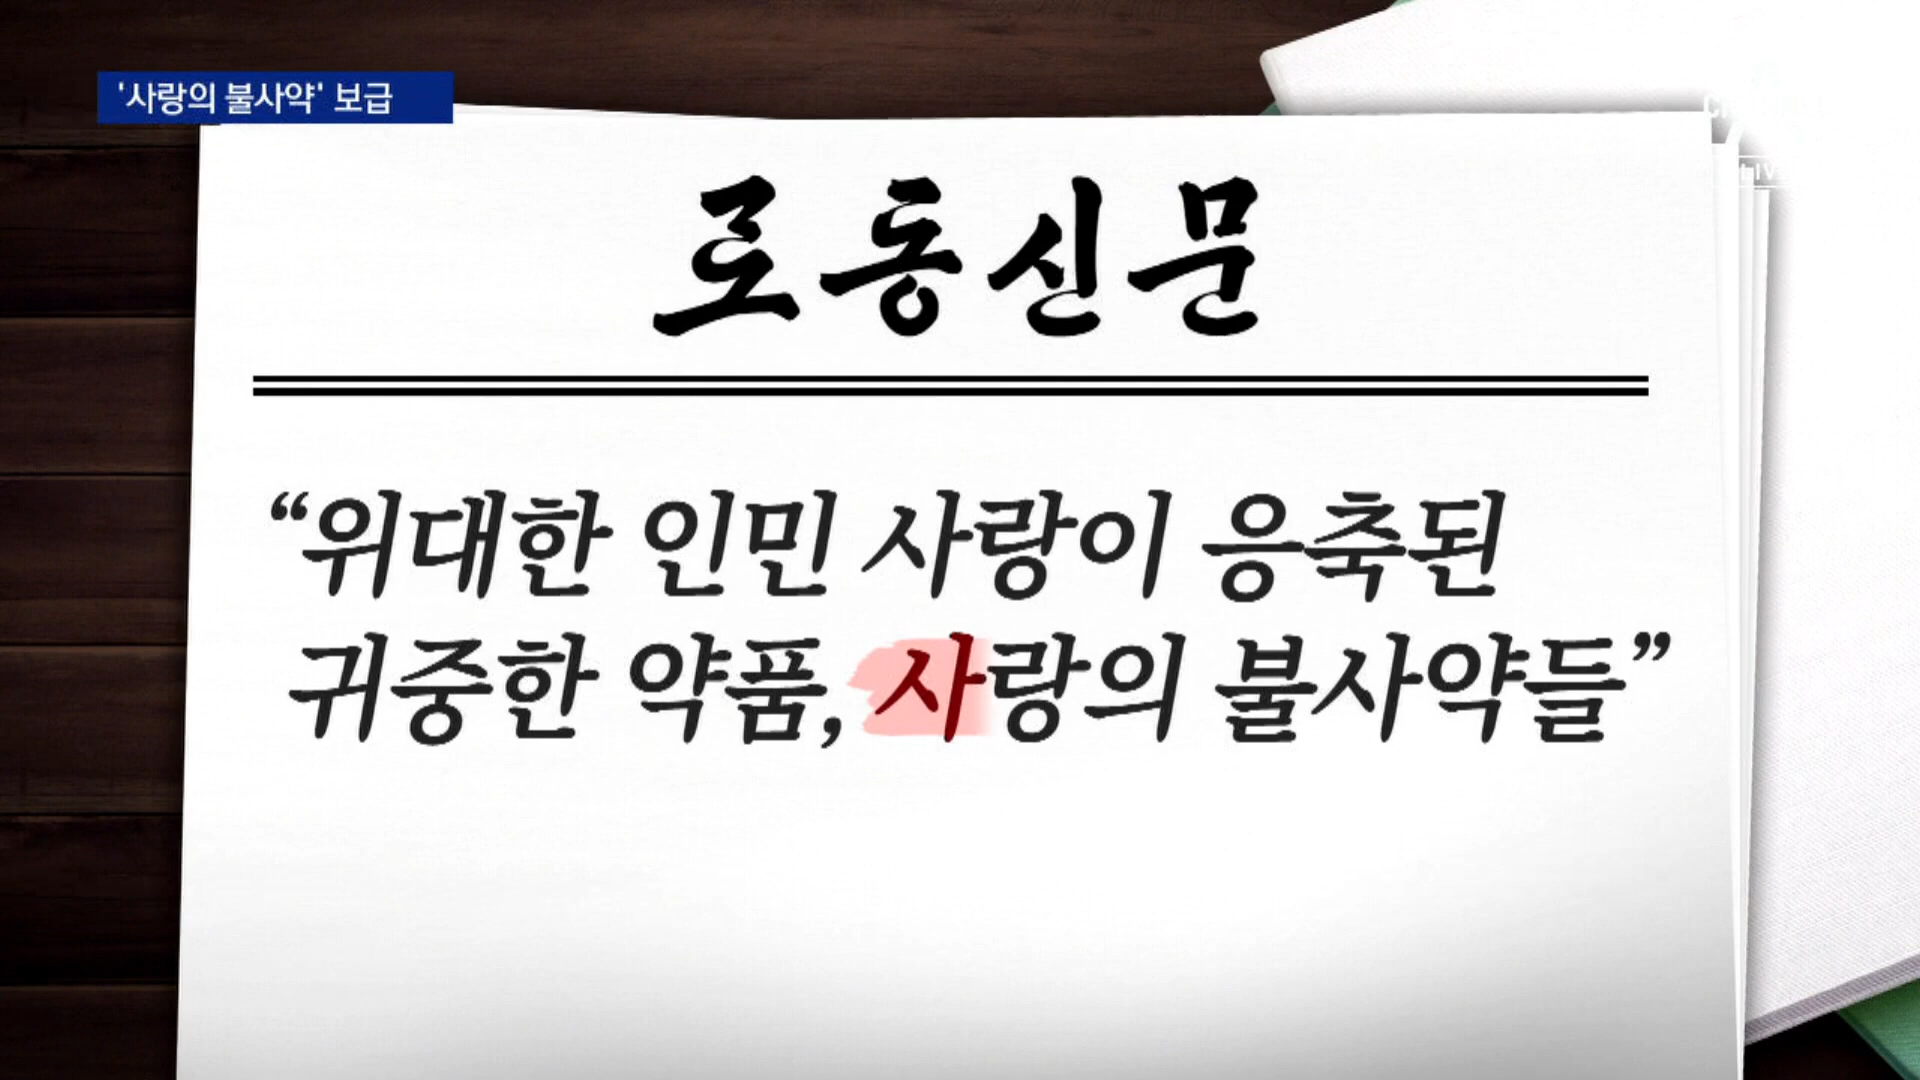 '사랑의 불사약' 보급
로동신문
“위대한 인민 사랑이 응축된
귀중한 약품, 사랑의 불사약들”